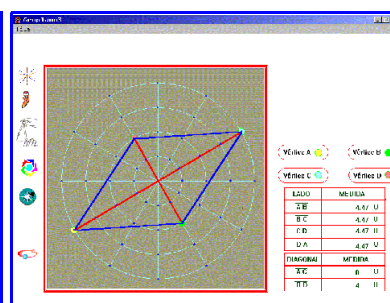 Vértice A
Vértice B
Vértice C
Vértice D
LADO MEDIDA
A B 4.47 U
B C 4.47 U
C D 4.47 U
D A 4.47 U
DIAGONAL MEDIDA
A C 8 U
B D 4 U